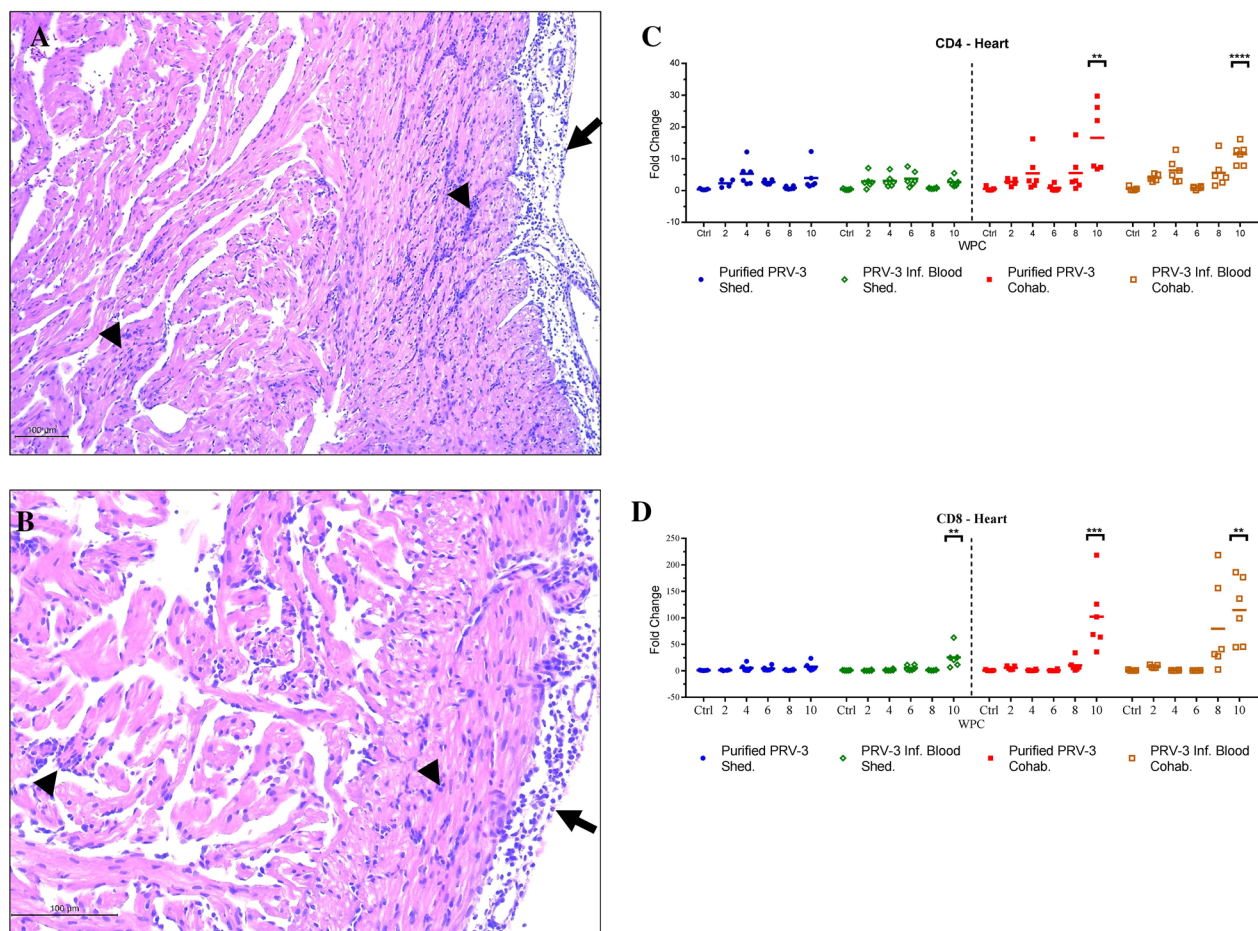 A
100 µm
B
100 µm
C
CD4 - Heart
** ****
40
30
20
10
0
-10
Fold Change
Ctrl 2 4 6 8 10 Ctrl 2 4 6 8 10 Ctrl 2 4 6 8 10 Ctrl 2 4 6 8 10
WPC
Purified PRV-3 PRV-3 Inf. Blood Purified PRV-3 PRV-3 Inf. Blood
Shed. Shed. Cohab. Cohab.
D
CD8 - Heart
** *** **
250
200
150
100
50
0
-50
Fold Change
Ctrl 2 4 6 8 10 Ctrl 2 4 6 8 10 Ctrl 2 4 6 8 10 Ctrl 2 4 6 8 10
WPC
Purified PRV-3 PRV-3 Inf. Blood Purified PRV-3 PRV-3 Inf. Blood
Shed. Shed. Cohab. Cohab.